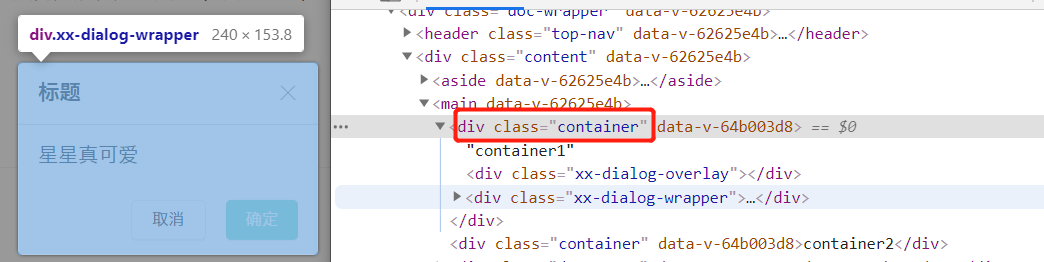 div.xx-dialog-wrapper 240 × 153.8
标题
星星真可爱
取消 确定
<div class="doc-wrapper" data-v-62625e4b>
<header class="top-nav" data-v-62625e4b>…</header>
<div class="content" data-v-62625e4b>
<aside data-v-62625e4b>…</aside>
<main data-v-62625e4b>
<div class="container" data-v-64b003d8> == $0
"container1"
<div class="xx-dialog-overlay"></div>
<div class="xx-dialog-wrapper">…</div>
</div>
<div class="container" data-v-64b003d8>container2</div>